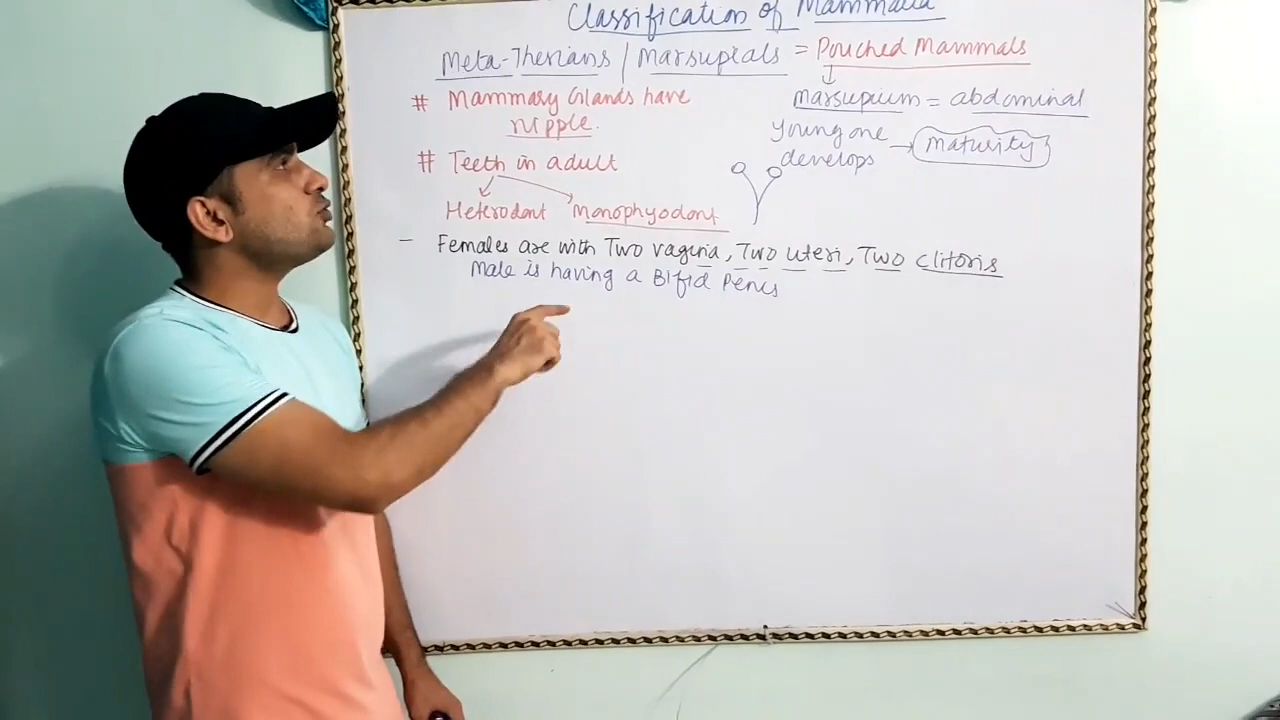 Classification of Mammalia
Meta-Therians / Marsupials = Pouched Mammals
# Mammary Glands have
nipple.
marsupium = abdominal
young one
develops → maturity
# Teeth in adult
Heterodont Monophyodont
- Females are with Two vagina, Two uteri, Two clitoris
Male is having a Bifid Penis